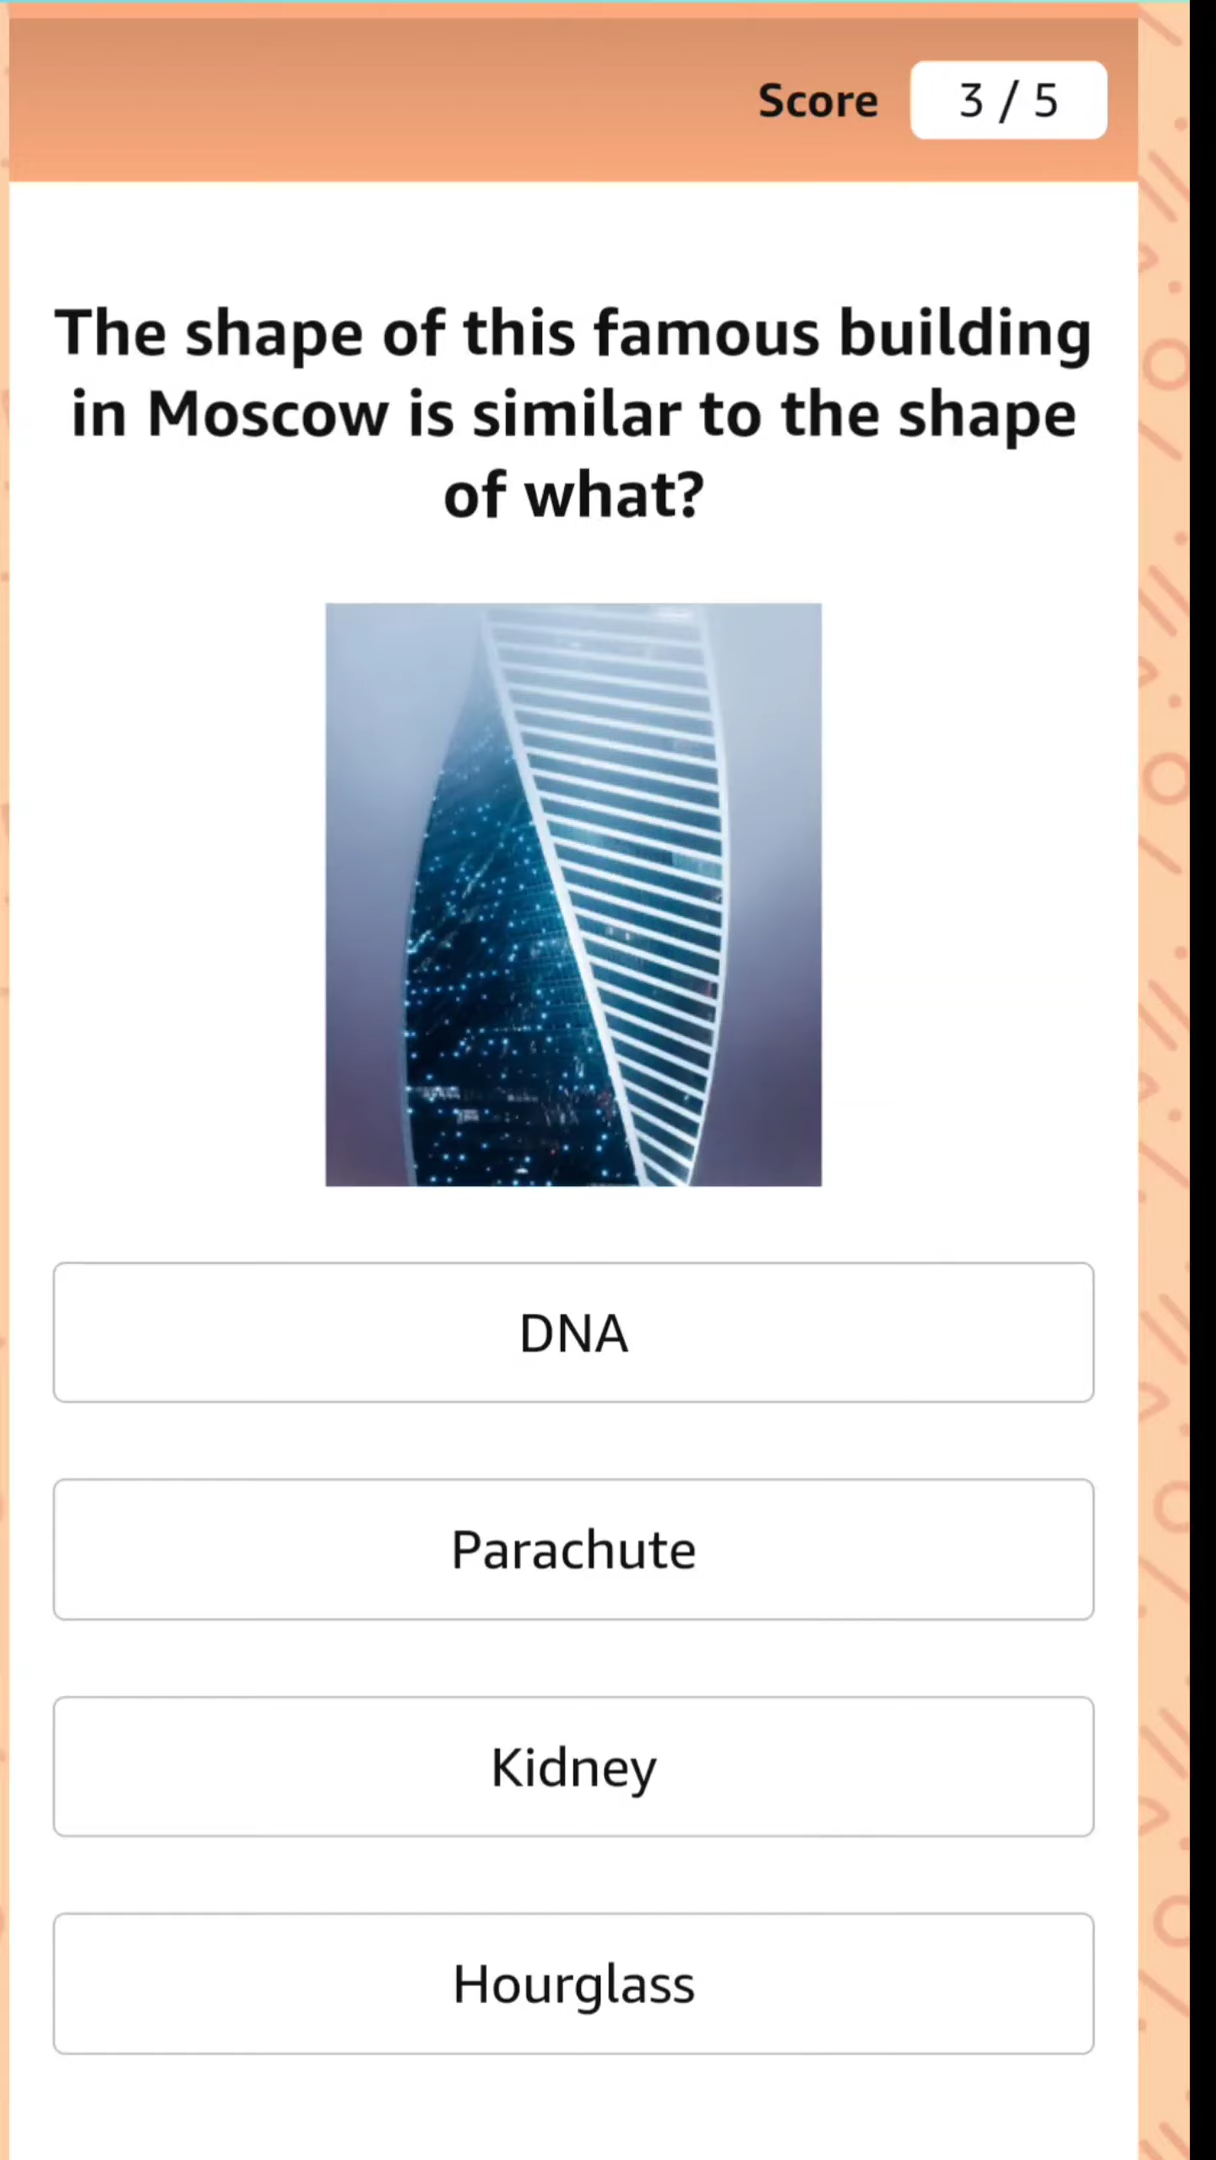 Score 3 / 5
The shape of this famous building
in Moscow is similar to the shape
of what?
DNA
Parachute
Kidney
Hourglass